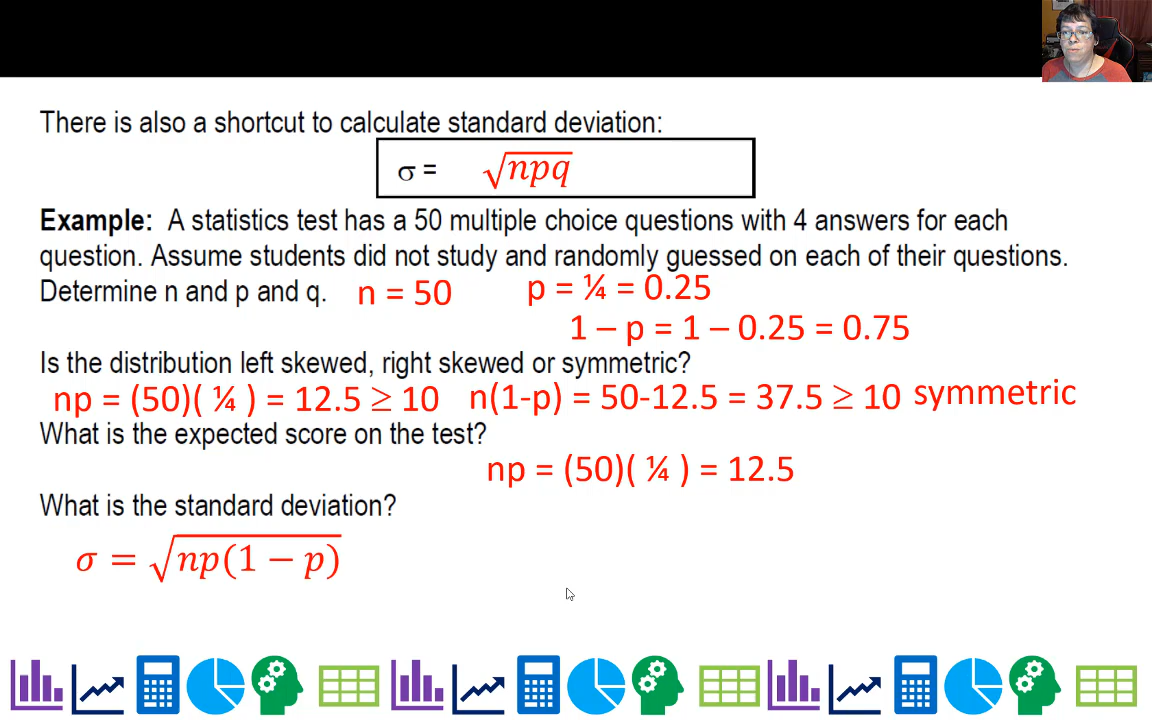 There is also a shortcut to calculate standard deviation:
σ = √npq
Example: A statistics test has a 50 multiple choice questions with 4 answers for each
question. Assume students did not study and randomly guessed on each of their questions.
Determine n and p and q. n = 50 p = ¼ = 0.25
1 – p = 1 – 0.25 = 0.75
Is the distribution left skewed, right skewed or symmetric?
np = (50)( ¼ ) = 12.5 ≥ 10 n(1-p) = 50-12.5 = 37.5 ≥ 10 symmetric
What is the expected score on the test?
np = (50)( ¼ ) = 12.5
What is the standard deviation?
σ = √np(1 − p)